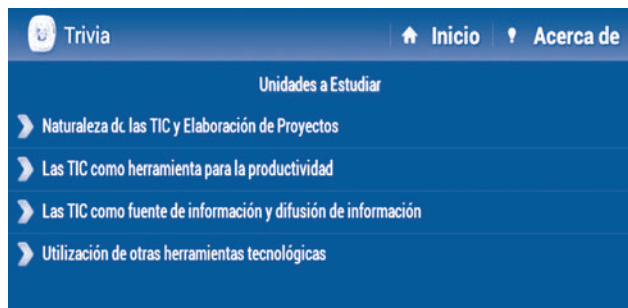 Trivia Inicio Acerca de
Unidades a Estudiar
Naturaleza de las TIC y Elaboración de Proyectos
Las TIC como herramienta para la productividad
Las TIC como fuente de información y difusión de información
Utilización de otras herramientas tecnológicas